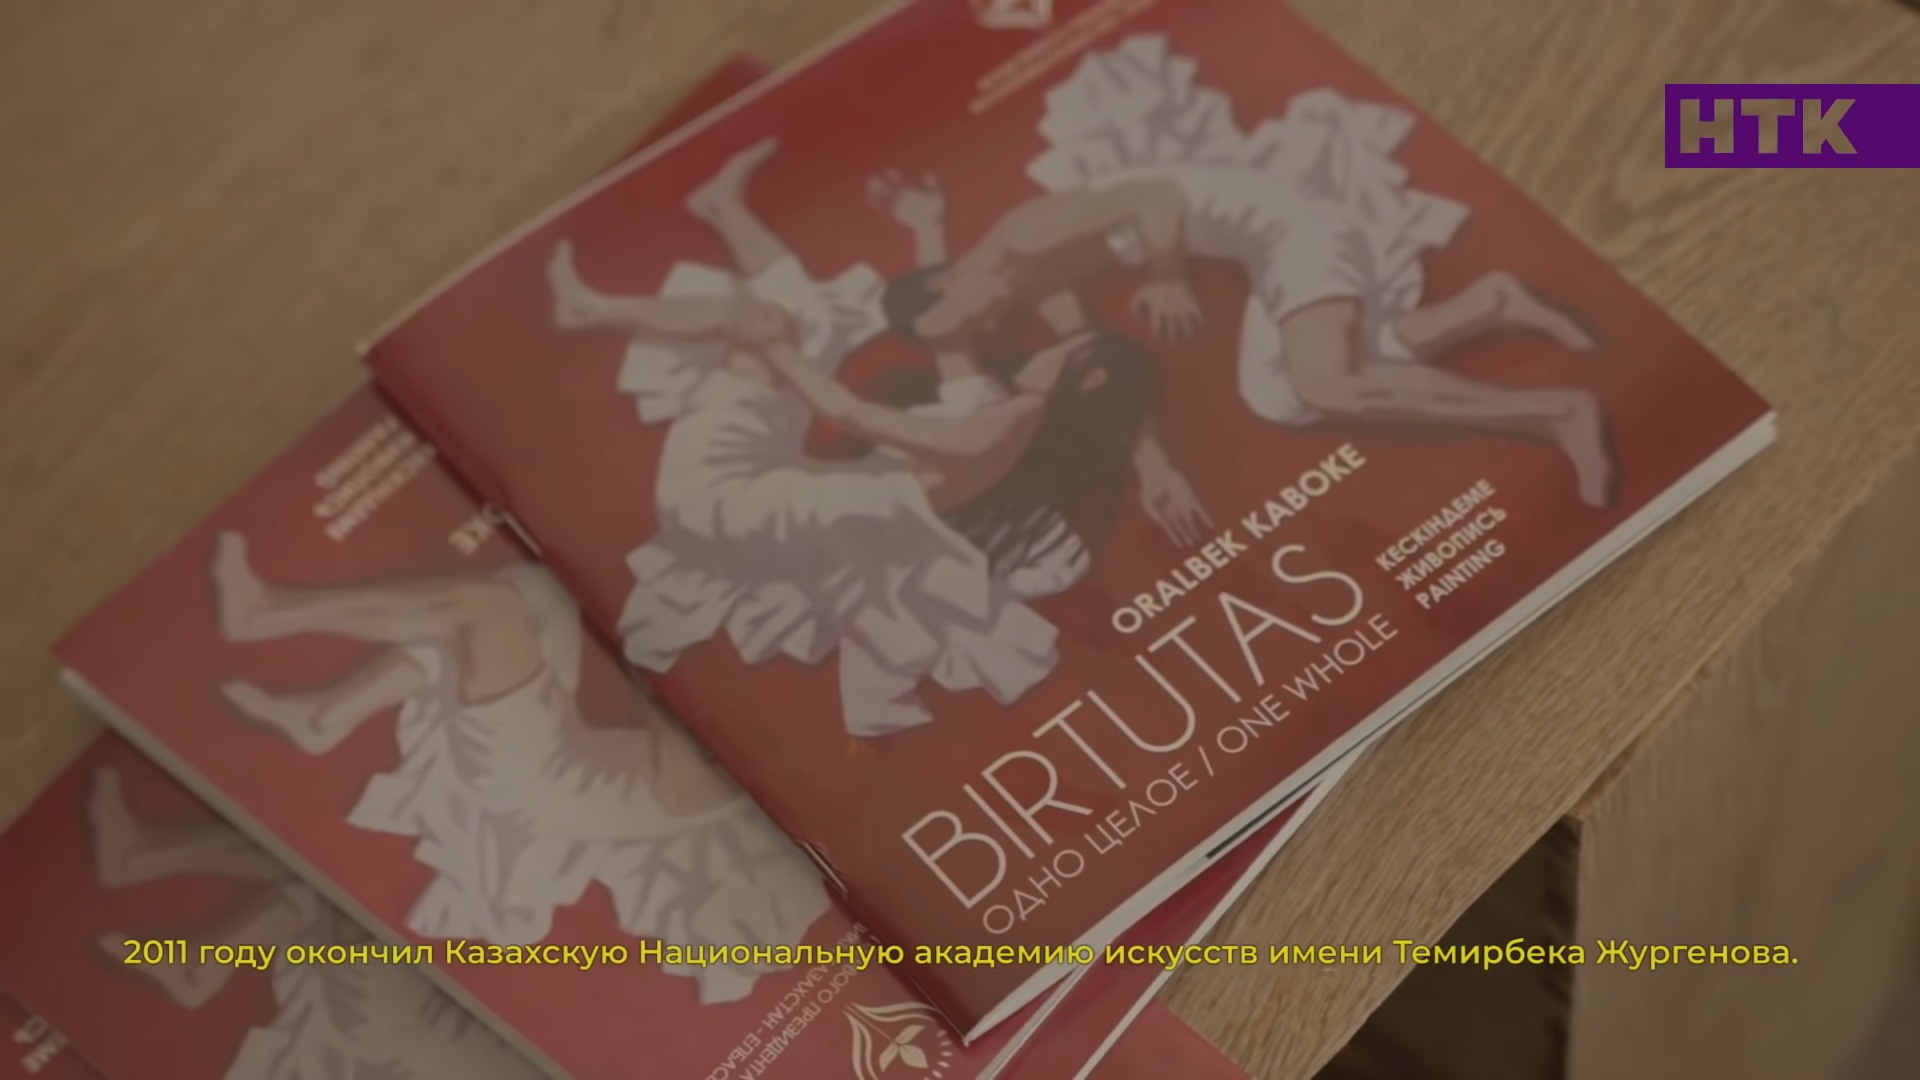 НТК
ORALBEK KABOKE
BIRTUTAS
ОДНО ЦЕЛОЕ / ONE WHOLE
КЕСКІНДЕМЕ
ЖИВОПИСЬ
PAINTING
2011 году окончил Казахскую Национальную академию искусств имени Темирбека Жургенова.